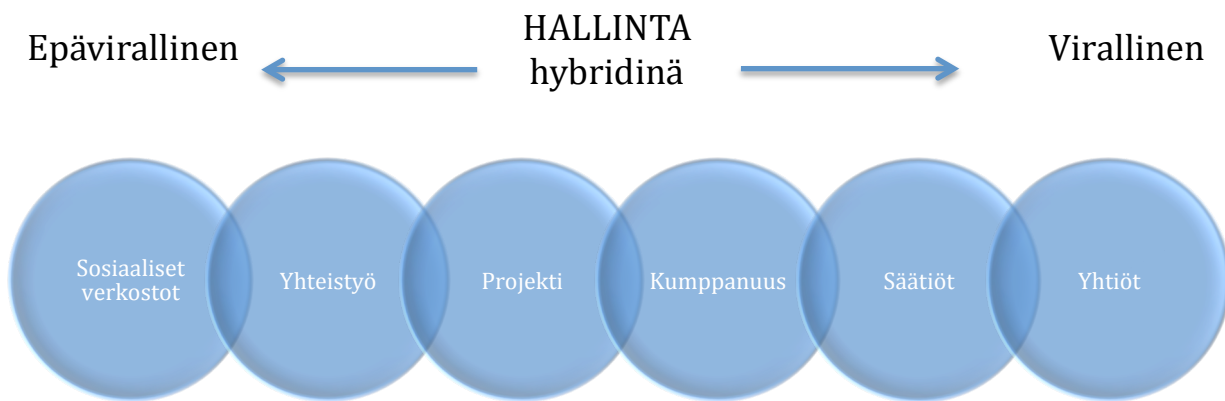 Epävirallinen
HALLINTA
hybridinä
Virallinen
Sosiaaliset
verkostot
Yhteistyö
Projekti
Kumppanuus
Säätiöt
Yhtiöt